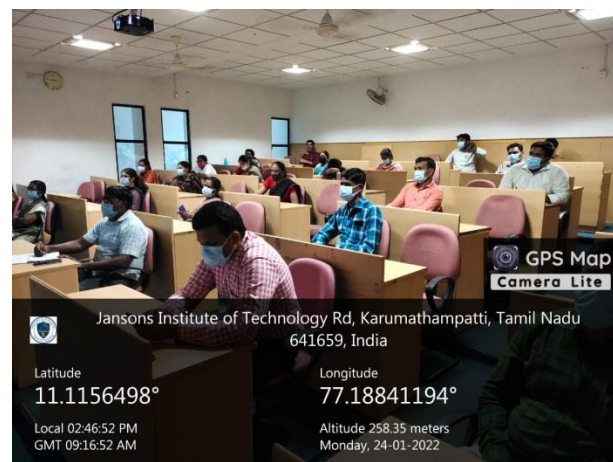 GPS Map
Camera Lite
Jansons Institute of Technology Rd, Karumathampatti, Tamil Nadu
641659, India
Latitude
11.1156498°
Longitude
77.18841194°
Local 02:46:52 PM
GMT 09:16:52 AM
Altitude 258.35 meters
Monday, 24-01-2022